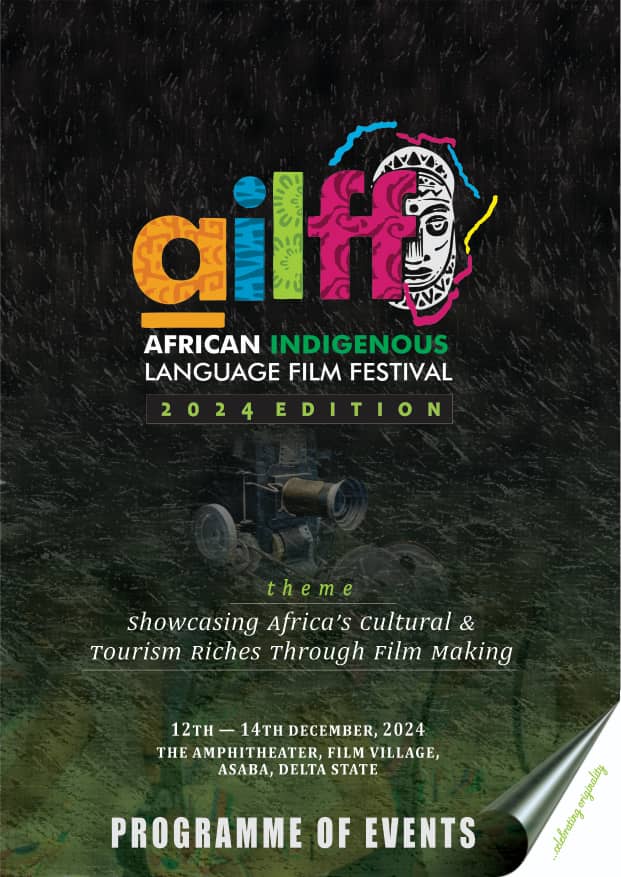 ailff
AFRICAN INDIGENOUS
LANGUAGE FILM FESTIVAL
2024 EDITION
theme
Showcasing Africa's Cultural &
Tourism Riches Through Film Making
12TH — 14TH DECEMBER, 2024
THE AMPHITHEATER, FILM VILLAGE,
ASABA, DELTA STATE
PROGRAMME OF EVENTS
...celebrating originality